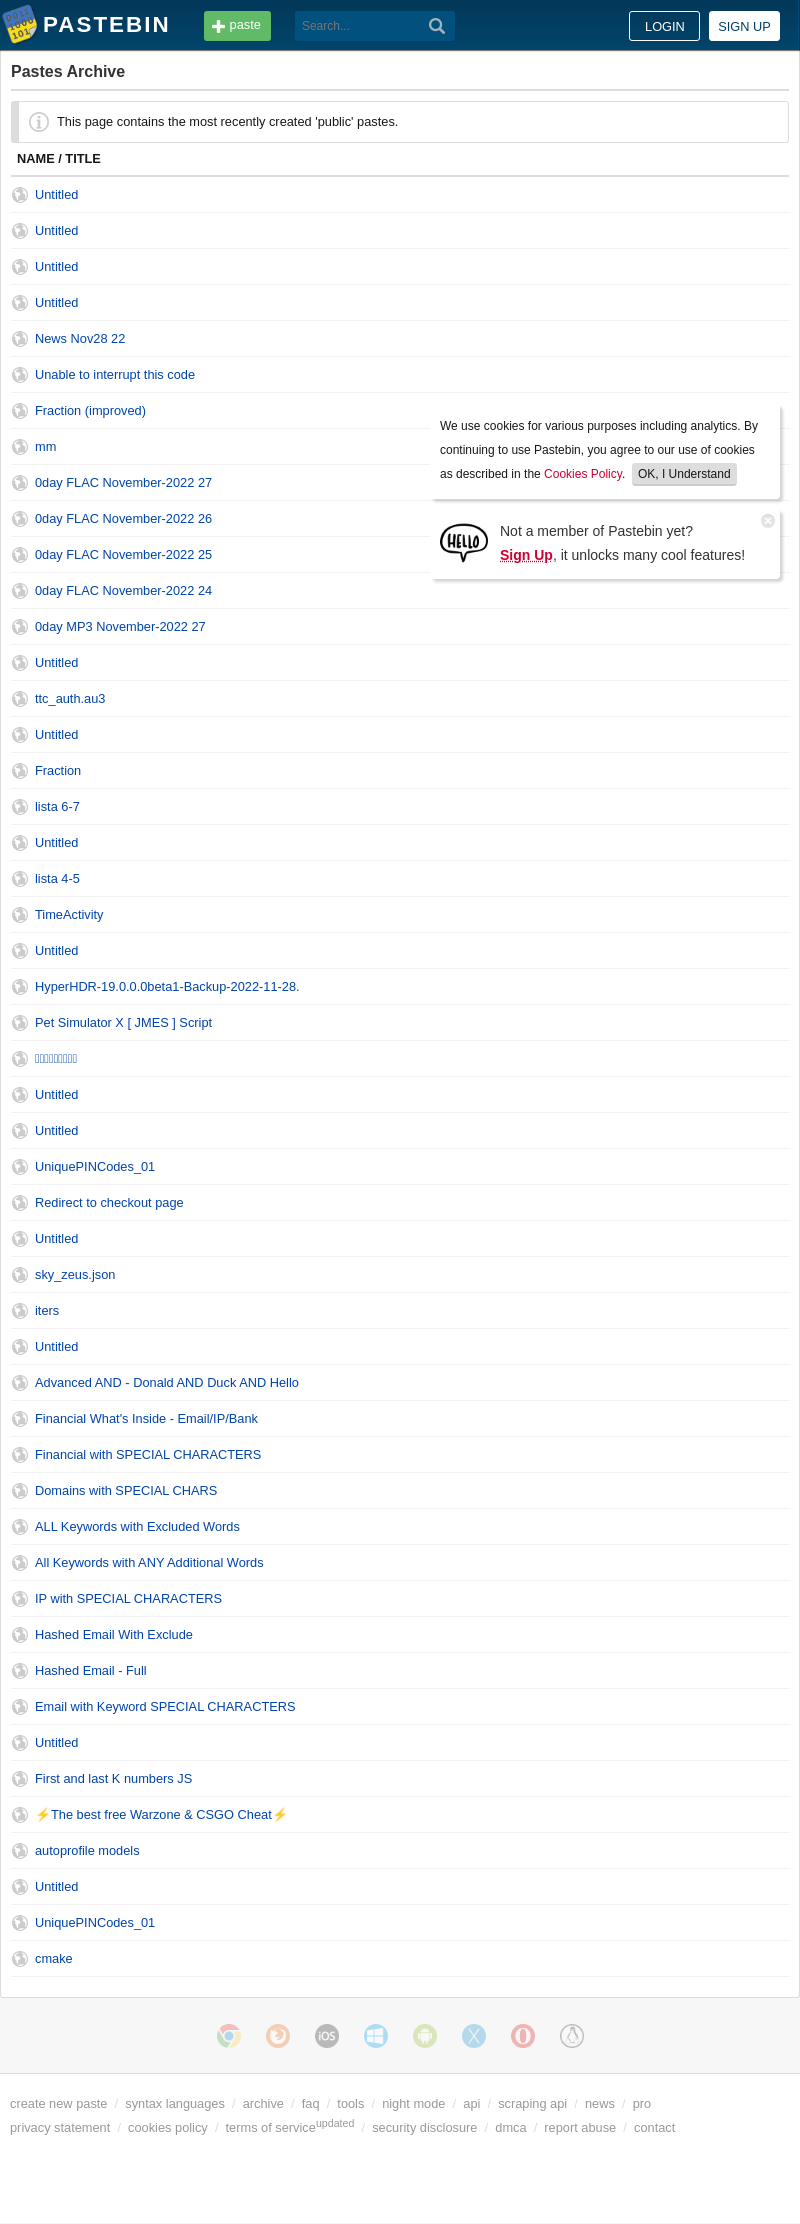 PASTEBIN
paste
Search...
LOGIN
SIGN UP
Pastes Archive
This page contains the most recently created 'public' pastes.
NAME / TITLE
Untitled
Untitled
Untitled
Untitled
News Nov28 22
Unable to interrupt this code
Fraction (improved)
mm
0day FLAC November-2022 27
0day FLAC November-2022 26
0day FLAC November-2022 25
0day FLAC November-2022 24
0day MP3 November-2022 27
Untitled
ttc_auth.au3
Untitled
Fraction
lista 6-7
Untitled
lista 4-5
TimeActivity
Untitled
HyperHDR-19.0.0.0beta1-Backup-2022-11-28.
Pet Simulator X [ JMES ] Script
Untitled
Untitled
UniquePINCodes_01
Redirect to checkout page
Untitled
sky_zeus.json
iters
Untitled
Advanced AND - Donald AND Duck AND Hello
Financial What's Inside - Email/IP/Bank
Financial with SPECIAL CHARACTERS
Domains with SPECIAL CHARS
ALL Keywords with Excluded Words
All Keywords with ANY Additional Words
IP with SPECIAL CHARACTERS
Hashed Email With Exclude
Hashed Email - Full
Email with Keyword SPECIAL CHARACTERS
Untitled
First and last K numbers JS
⚡The best free Warzone & CSGO Cheat⚡
autoprofile models
Untitled
UniquePINCodes_01
cmake
We use cookies for various purposes including analytics. By
continuing to use Pastebin, you agree to our use of cookies
as described in the Cookies Policy. OK, I Understand
HELLO
Not a member of Pastebin yet?
Sign Up, it unlocks many cool features!
iOS
create new paste / syntax languages / archive / faq / tools / night mode / api / scraping api / news / pro
privacy statement / cookies policy / terms of service updated / security disclosure / dmca / report abuse / contact